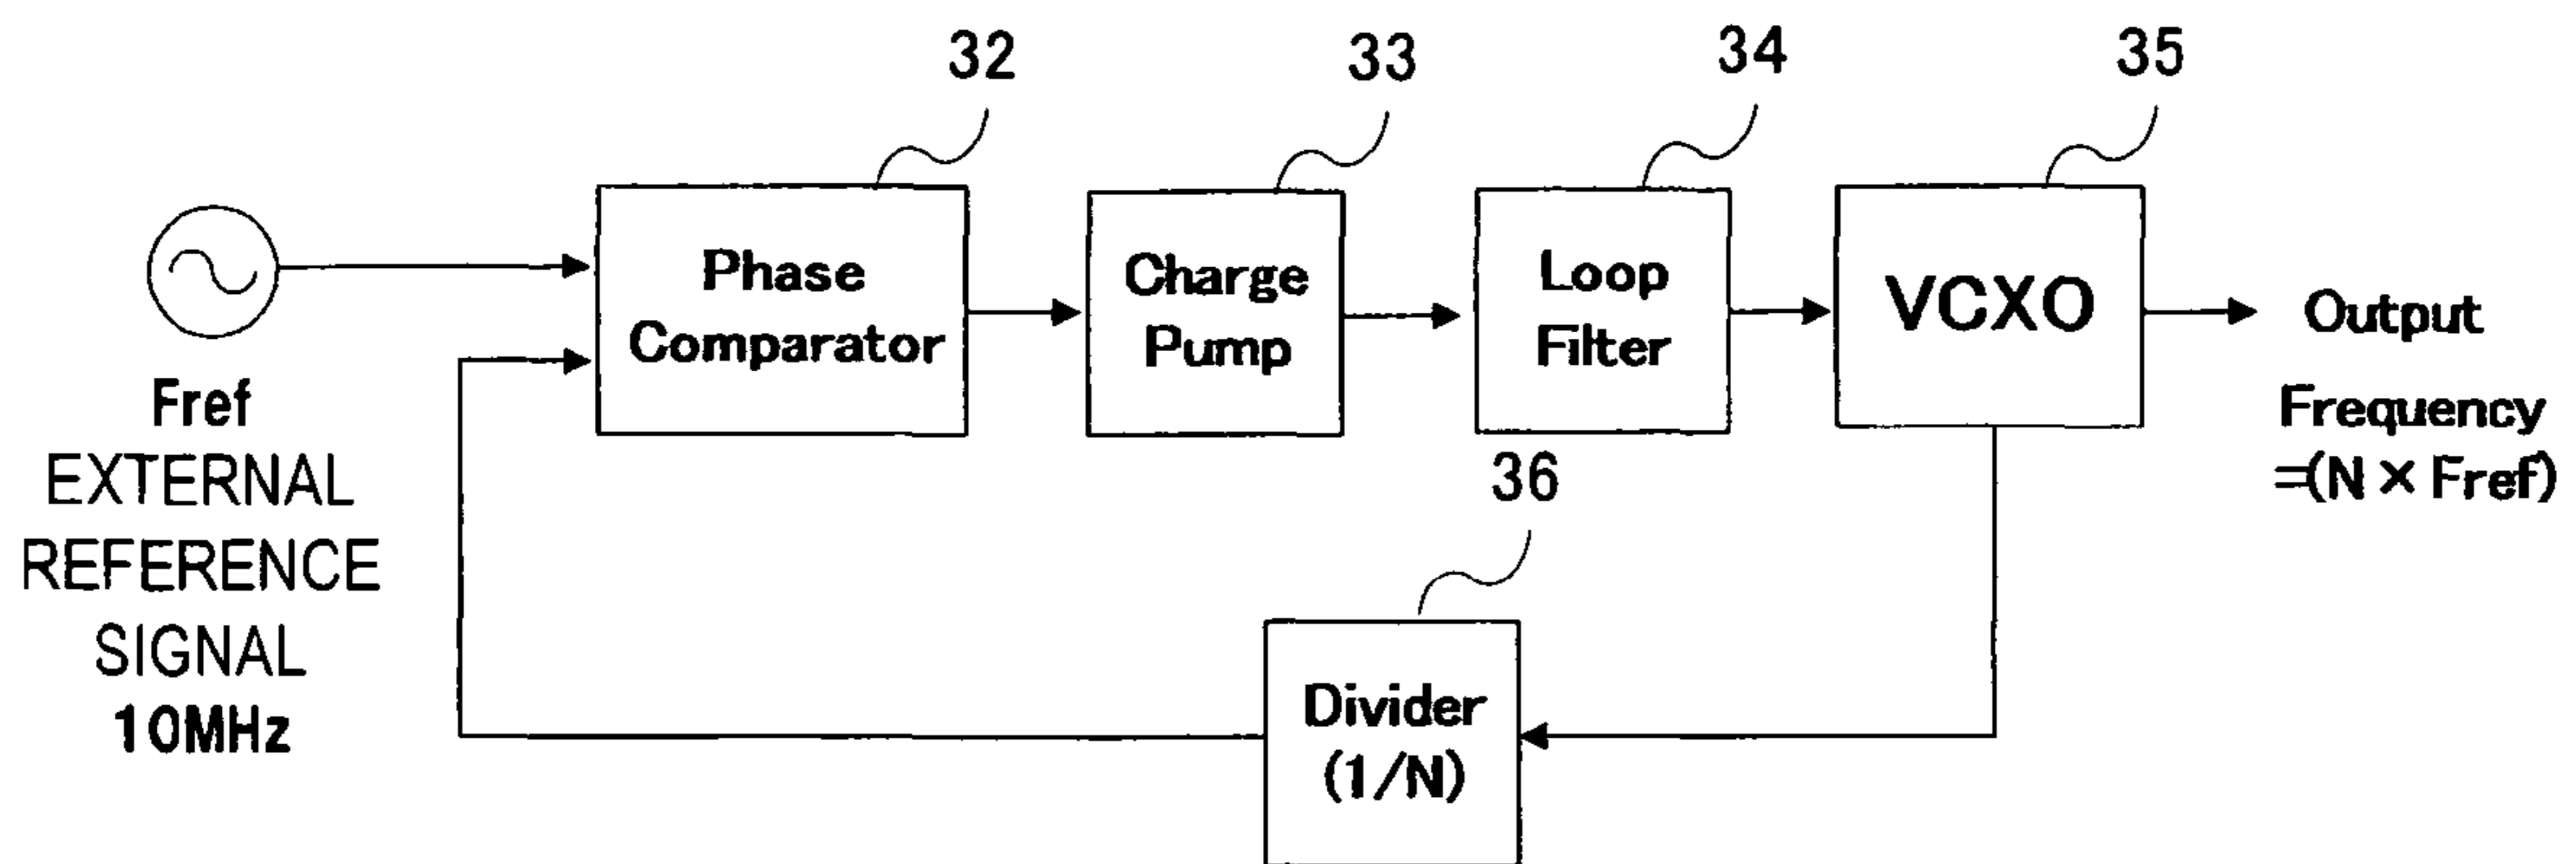 32
33
34
35
Phase
Comparator
Charge
Pump
Loop
Filter
VCXO
Output
Frequency
=(N × Fref)
Fref
EXTERNAL
REFERENCE
SIGNAL
10MHz
36
Divider
(1/N)